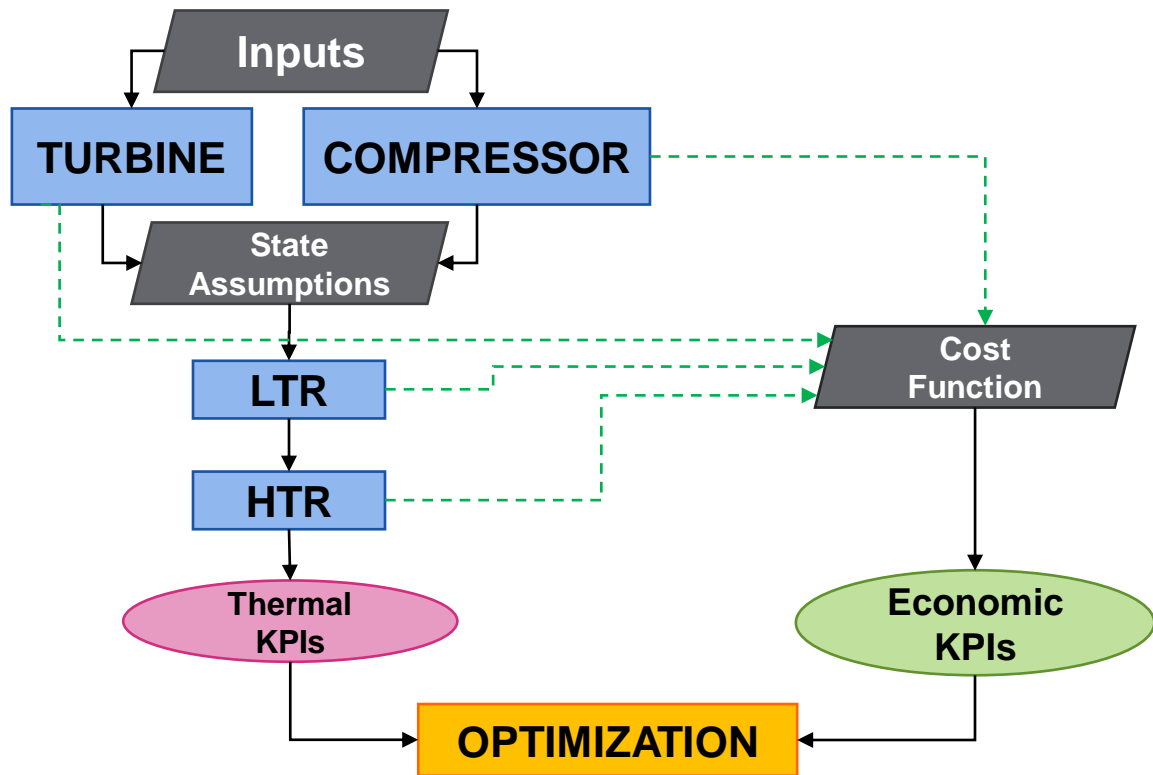 Inputs
TURBINE
COMPRESSOR
State
Assumptions
Cost
Function
LTR
HTR
Thermal
KPIs
Economic
KPIs
OPTIMIZATION